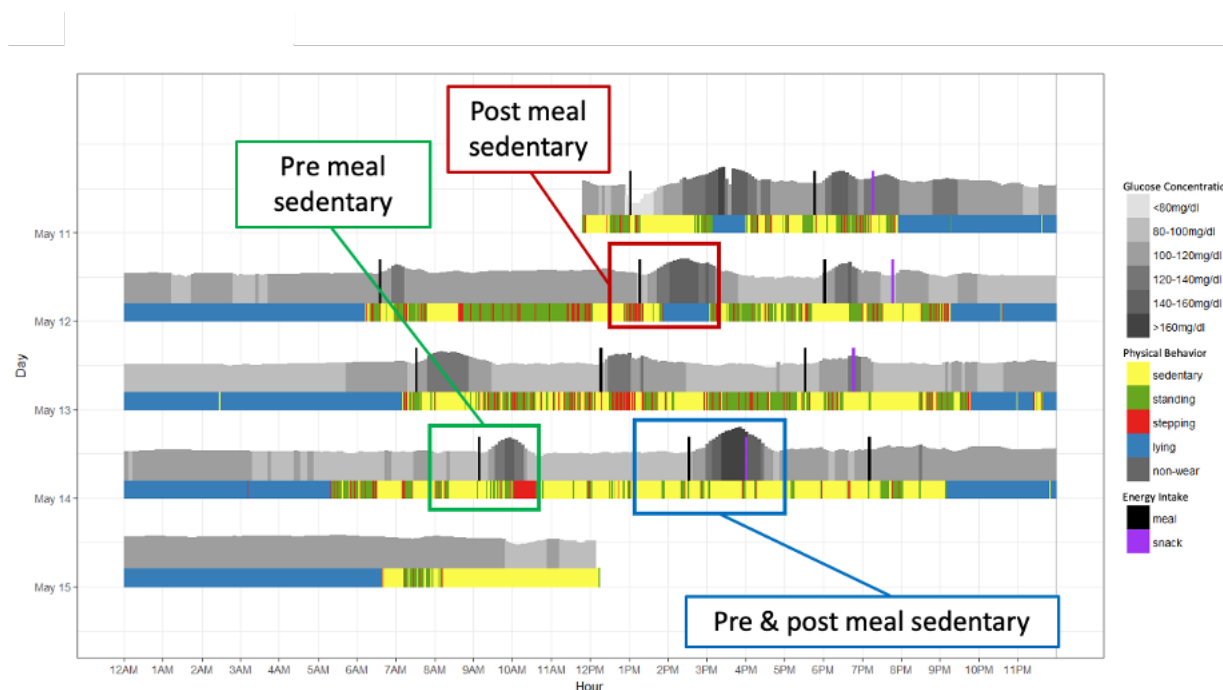 Post meal
sedentary
Pre meal
sedentary
Glucose Concentratio
<80mg/dl
80-100mg/dl
100-120mg/dl
120-140mg/dl
140-160mg/dl
>160mg/dl
Physical Behavior
sedentary
standing
stepping
lying
non-wear
Energy Intake
meal
snack
Day
May 11
May 12
May 13
May 14
May 15
Pre & post meal sedentary
12AM 1AM 2AM 3AM 4AM 5AM 6AM 7AM 8AM 9AM 10AM 11AM 12PM 1PM 2PM 3PM 4PM 5PM 6PM 7PM 8PM 9PM 10PM 11PM
Hour